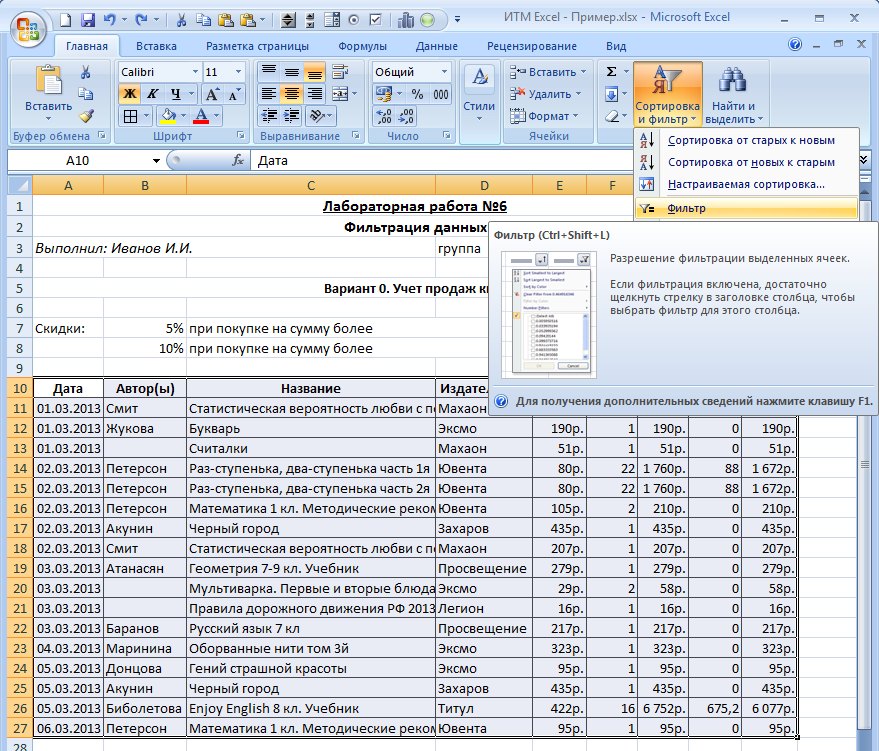 ИТМ Excel - Пример.xlsx - Microsoft Excel
Главная Вставка Разметка страницы Формулы Данные Рецензирование Вид
Вставить
Буфер обмена
Calibri 11
Ж К Ч
Шрифт
Выравнивание
Общий
% 000
Число
Стили
Вставить
Удалить
Формат
Ячейки
Сортировка и фильтр
Найти и выделить
Сортировка от старых к новым
Сортировка от новых к старым
Настраиваемая сортировка...
Фильтр
A10 fx Дата
A B C D E F
1 Лабораторная работа №6
2 Фильтрация данных
3 Выполнил: Иванов И.И. группа
4
5 Вариант 0. Учет продаж
6
7 Скидки: 5% при покупке на сумму более
8 10% при покупке на сумму более
9
Фильтр (Ctrl+Shift+L)
Разрешение фильтрации выделенных ячеек.
Если фильтрация включена, достаточно
щелкнуть стрелку в заголовке столбца, чтобы
выбрать фильтр для этого столбца.
Для получения дополнительных сведений нажмите клавишу F1.
10 Дата Автор(ы) Название Издател
11 01.03.2013 Смит Статистическая вероятность любви с п Махаон
12 01.03.2013 Жукова Букварь Эксмо 190р. 1 190р. 0 190р.
13 01.03.2013 Считалки Махаон 51р. 1 51р. 0 51р.
14 02.03.2013 Петерсон Раз-ступенька, два-ступенька часть 1я Ювента 80р. 22 1 760р. 88 1 672р.
15 02.03.2013 Петерсон Раз-ступенька, два-ступенька часть 2я Ювента 80р. 22 1 760р. 88 1 672р.
16 02.03.2013 Петерсон Математика 1 кл. Методические реком Ювента 105р. 2 210р. 0 210р.
17 02.03.2013 Акунин Черный город Захаров 435р. 1 435р. 0 435р.
18 02.03.2013 Смит Статистическая вероятность любви с п Махаон 207р. 1 207р. 0 207р.
19 03.03.2013 Атанасян Геометрия 7-9 кл. Учебник Просвещение 279р. 1 279р. 0 279р.
20 03.03.2013 Мультиварка. Первые и вторые блюда Эксмо 29р. 2 58р. 0 58р.
21 03.03.2013 Правила дорожного движения РФ 2013 Легион 16р. 1 16р. 0 16р.
22 03.03.2013 Баранов Русский язык 7 кл Просвещение 217р. 1 217р. 0 217р.
23 04.03.2013 Маринина Оборванные нити том 3й Эксмо 323р. 1 323р. 0 323р.
24 05.03.2013 Донцова Гений страшной красоты Эксмо 95р. 1 95р. 0 95р.
25 05.03.2013 Акунин Черный город Захаров 435р. 1 435р. 0 435р.
26 05.03.2013 Биболетова Enjoy English 8 кл. Учебник Титул 422р. 16 6 752р. 675,2 6 077р.
27 06.03.2013 Петерсон Математика 1 кл. Методические реком Ювента 95р. 1 95р. 0 95р.
28